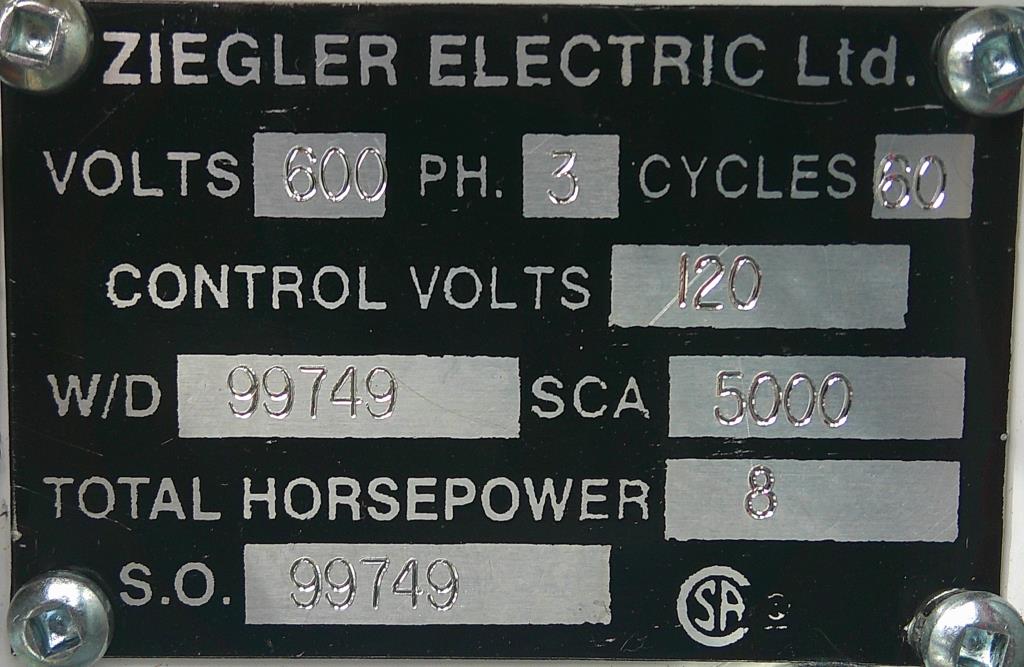 ZIEGLER ELECTRIC Ltd.
VOLTS 600 PH. 3 CYCLES 60
CONTROL VOLTS 120
W/D 99749 SCA 5000
TOTAL HORSEPOWER 8
S.O. 99749 CSA